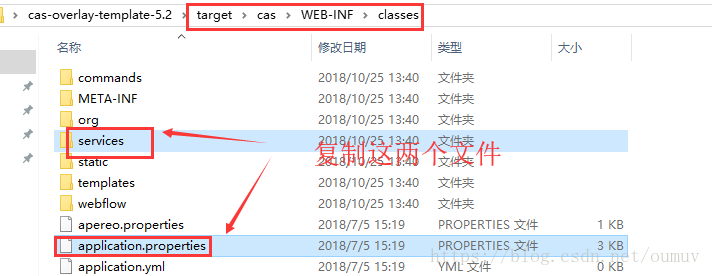 cas-overlay-template-5.2 > target > cas > WEB-INF > classes
名称 修改日期 类型 大小
commands 2018/10/25 13:40 文件夹
META-INF 2018/10/25 13:40 文件夹
org 2018/10/25 13:40 文件夹
services 2018/10/25 13:40 文件夹
static 2018/10/25 13:40 文件夹
复制这两个文件
templates 2018/10/25 13:40 文件夹
webflow 2018/10/25 13:40 文件夹
apereo.properties 2018/7/5 15:19 PROPERTIES 文件 1 KB
application.properties 2018/7/5 15:19 PROPERTIES 文件 3 KB
application.yml 2018/7/5 15:19 YML 文件 1 KB
https://blog.csdn.net/oumuv